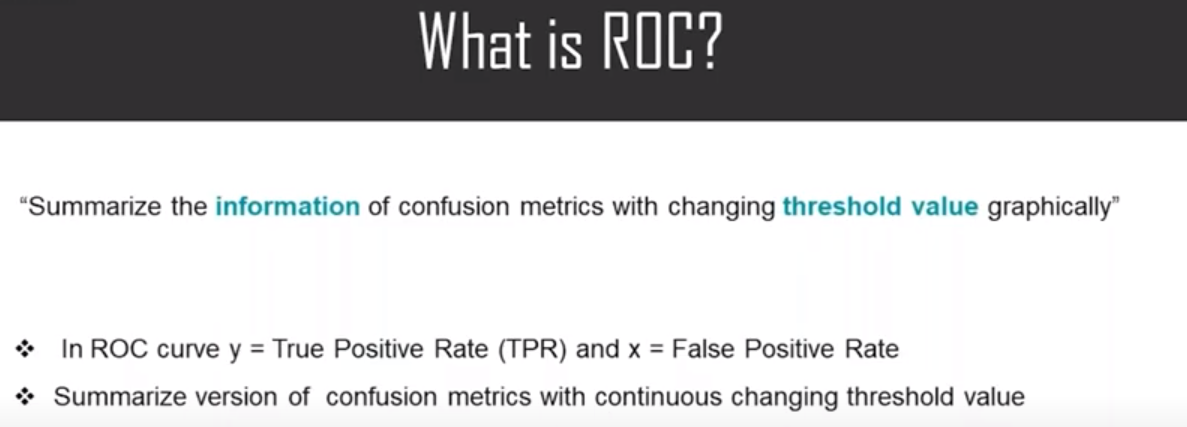 What is ROC?
“Summarize the information of confusion metrics with changing threshold value graphically”
❖ In ROC curve y = True Positive Rate (TPR) and x = False Positive Rate
❖ Summarize version of confusion metrics with continuous changing threshold value